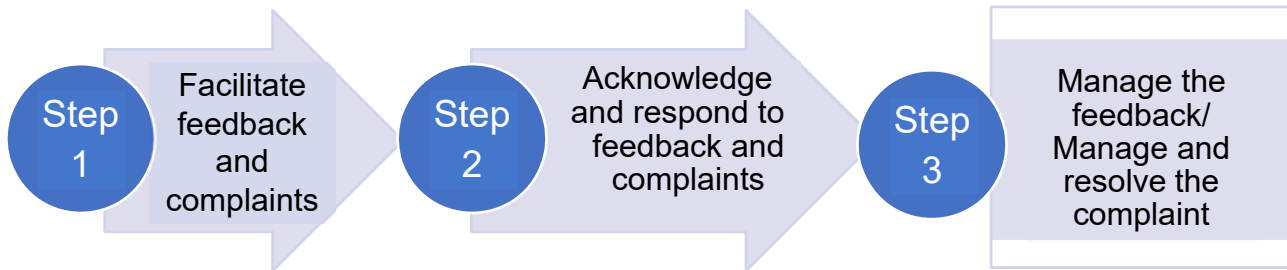 Step
1
Facilitate
feedback
and
complaints
Step
2
Acknowledge
and respond to
feedback and
complaints
Step
3
Manage the
feedback/
Manage and
resolve the
complaint